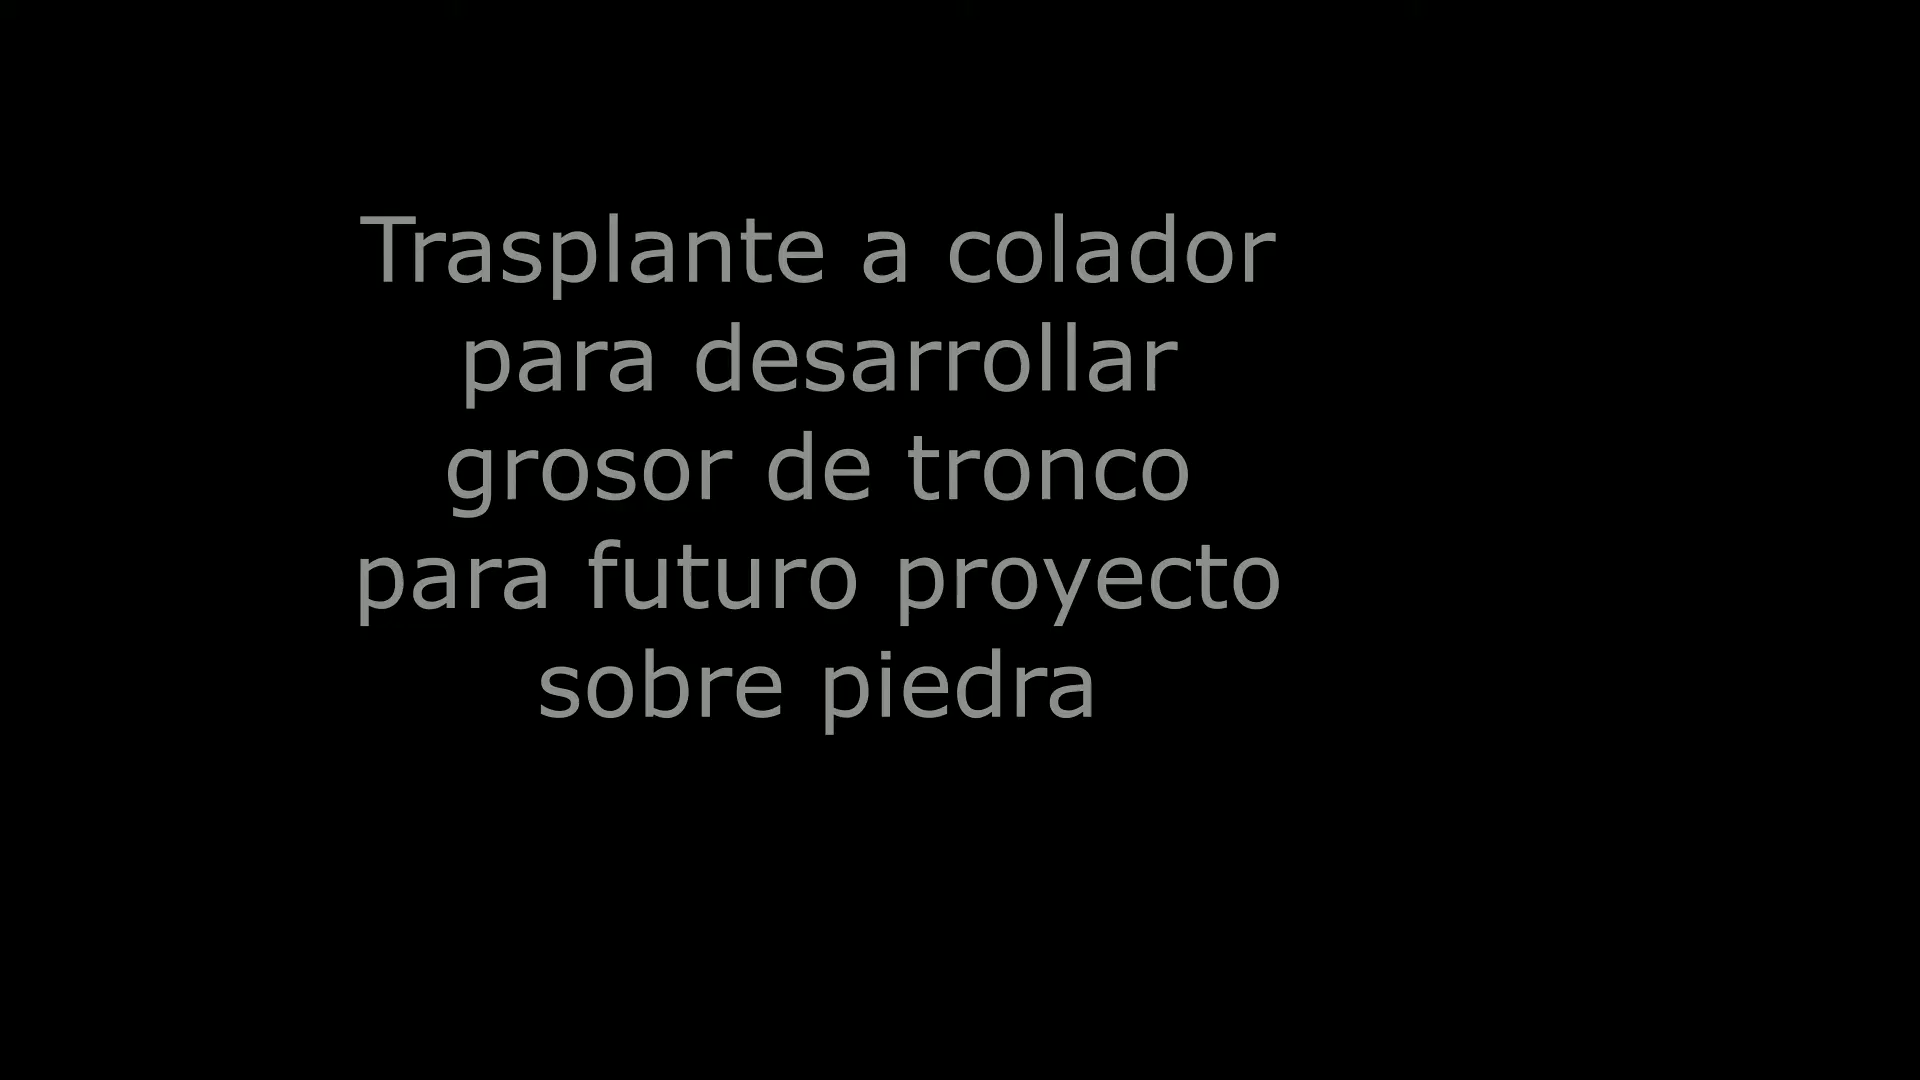 Trasplante a colador
para desarrollar
grosor de tronco
para futuro proyecto
sobre piedra